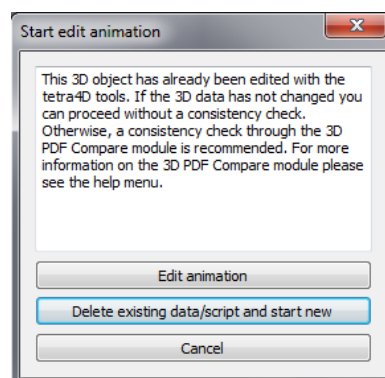 Start edit animation
This 3D object has already been edited with the
tetra4D tools. If the 3D data has not changed you
can proceed without a consistency check.
Otherwise, a consistency check through the 3D
PDF Compare module is recommended. For more
information on the 3D PDF Compare module please
see the help menu.
Edit animation
Delete existing data/script and start new
Cancel